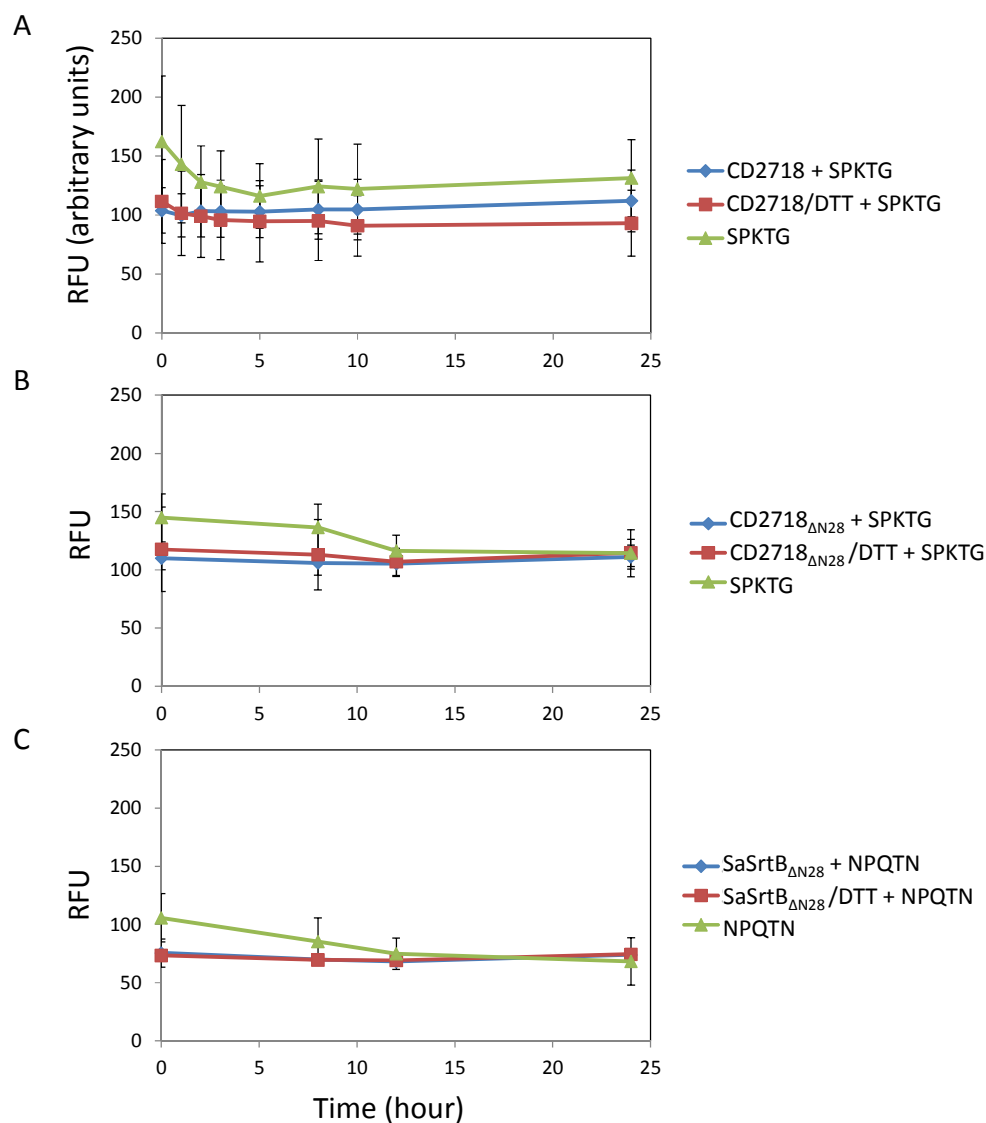 A
250
200
150
100
50
0
RFU (arbitrary units)
0 5 10 15 20 25
CD2718 + SPKTG
CD2718/DTT + SPKTG
SPKTG
B
250
200
150
100
50
0
RFU
0 5 10 15 20 25
CD2718ΔN28 + SPKTG
CD2718ΔN28/DTT + SPKTG
SPKTG
C
250
200
150
100
50
0
RFU
0 5 10 15 20 25
SaSrtBΔN28 + NPQTN
SaSrtBΔN28/DTT + NPQTN
NPQTN
Time (hour)